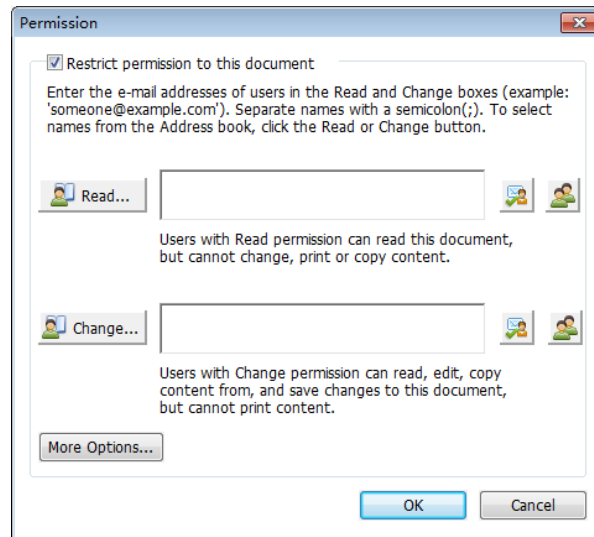 Permission
Restrict permission to this document
Enter the e-mail addresses of users in the Read and Change boxes (example:
'someone@example.com'). Separate names with a semicolon(;). To select
names from the Address book, click the Read or Change button.
Read...
Users with Read permission can read this document,
but cannot change, print or copy content.
Change...
Users with Change permission can read, edit, copy
content from, and save changes to this document,
but cannot print content.
More Options...
OK Cancel